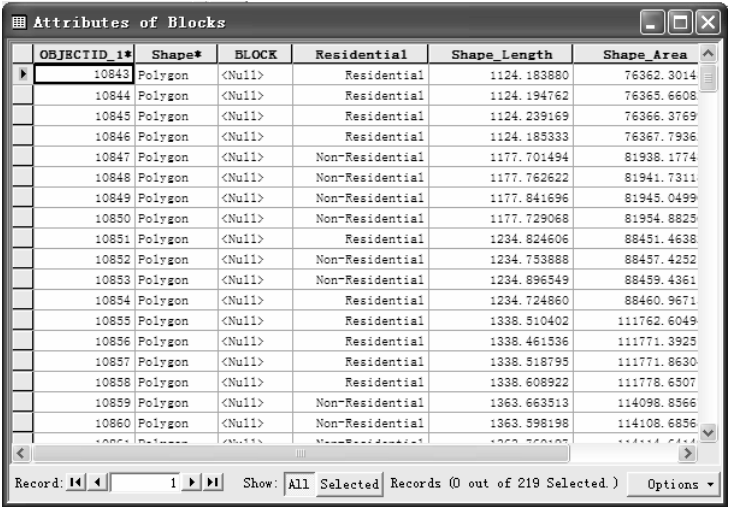 Attributes of Blocks
OBJECTID_1* Shape* BLOCK Residential Shape_Length Shape_Area
10843 Polygon <Null> Residential 1124.183880 76362.3014
10844 Polygon <Null> Residential 1124.194762 76365.6608
10845 Polygon <Null> Residential 1124.239169 76366.3769
10846 Polygon <Null> Residential 1124.185333 76367.7936
10847 Polygon <Null> Non-Residential 1177.701494 81938.1774
10848 Polygon <Null> Non-Residential 1177.762622 81941.7311
10849 Polygon <Null> Non-Residential 1177.841696 81945.0499
10850 Polygon <Null> Non-Residential 1177.729068 81954.8825
10851 Polygon <Null> Residential 1234.824606 88451.4638
10852 Polygon <Null> Non-Residential 1234.753888 88457.4252
10853 Polygon <Null> Non-Residential 1234.896549 88459.4361
10854 Polygon <Null> Residential 1234.724860 88460.9671
10855 Polygon <Null> Residential 1338.510402 111762.6049
10856 Polygon <Null> Residential 1338.461536 111771.3925
10857 Polygon <Null> Residential 1338.518795 111771.8630
10858 Polygon <Null> Residential 1338.608922 111778.6507
10859 Polygon <Null> Non-Residential 1363.663513 114098.8566
10860 Polygon <Null> Non-Residential 1363.598198 114108.6856
Record: 1 Show: All Selected Records (0 out of 219 Selected.) Options